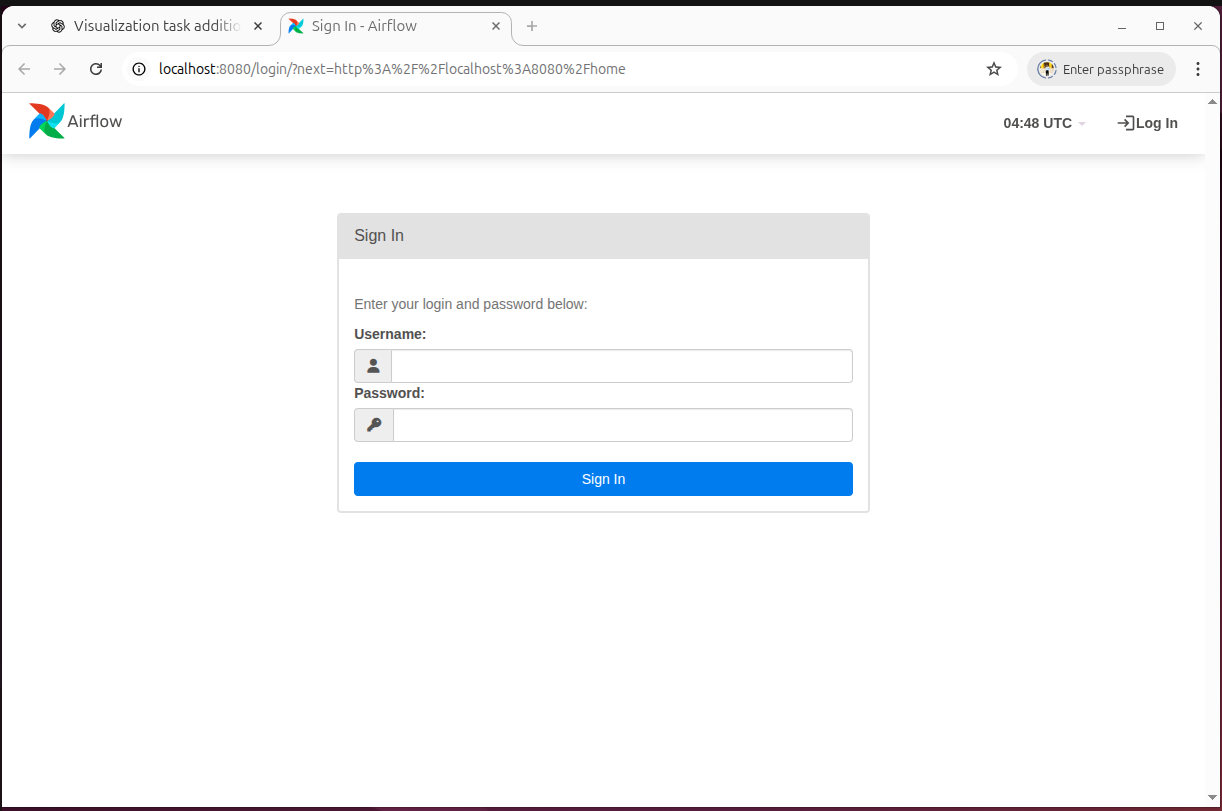 Visualization task additio
Sign In - Airflow
localhost:8080/login/?next=http%3A%2F%2Flocalhost%3A8080%2Fhome
Enter passphrase
Airflow
04:48 UTC
Log In
Sign In
Enter your login and password below:
Username:
Password:
Sign In